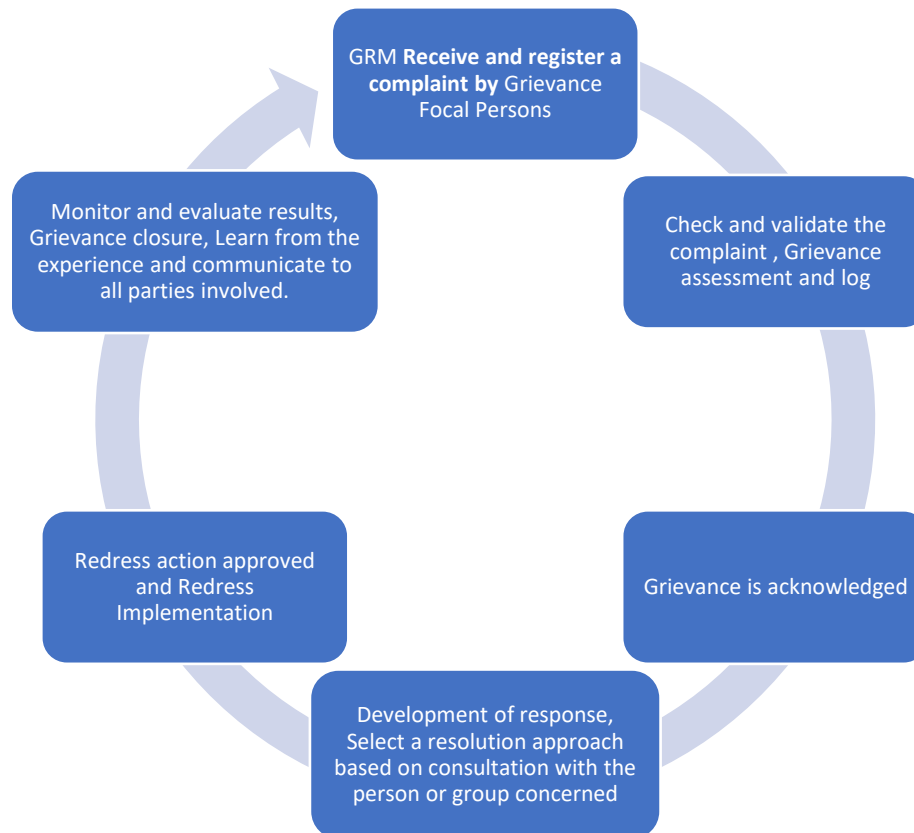 GRM Receive and register a
complaint by Grievance
Focal Persons
Check and validate the
complaint , Grievance
assessment and log
Grievance is acknowledged
Development of response,
Select a resolution approach
based on consultation with the
person or group concerned
Redress action approved
and Redress
Implementation
Monitor and evaluate results,
Grievance closure, Learn from the
experience and communicate to
all parties involved.